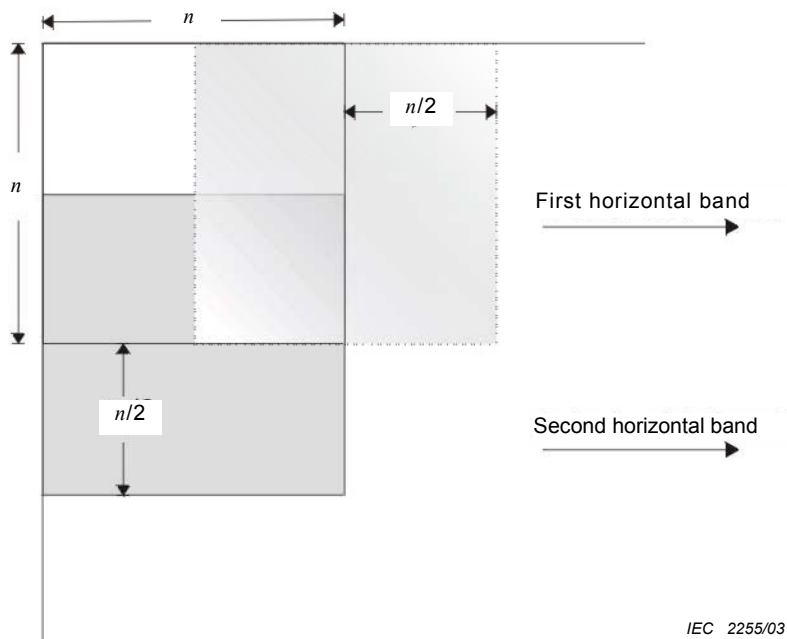 n
n/2
n
First horizontal band
n/2
Second horizontal band
IEC 2255/03